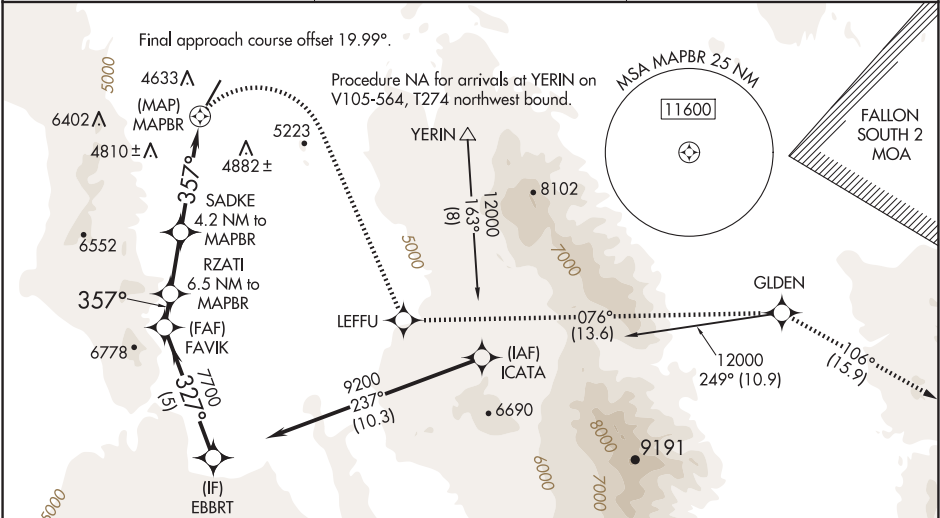 Final approach course offset 19.99°.
5000
4633
(MAP)
MAPBR
6402
4810 ±
4882 ±
5223
Procedure NA for arrivals at YERIN on
V105-564, T274 northwest bound.
YERIN
MSA MAPBR 25 NM
11600
FALLON
SOUTH 2
MOA
357°
SADKE
4.2 NM to
MAPBR
6552
RZATI
6.5 NM to
MAPBR
357°
(FAF)
FAVIK
6778
7700
327°
(5)
(IF)
EBBRT
5000
12000
163°
(8)
8102
7000
5000
LEFFU
076°
(13.6)
GLDEN
12000
249° (10.9)
106°
(15.9)
(IAF)
ICATA
9200
237°
(10.3)
6690
8000
9191
6000
7000